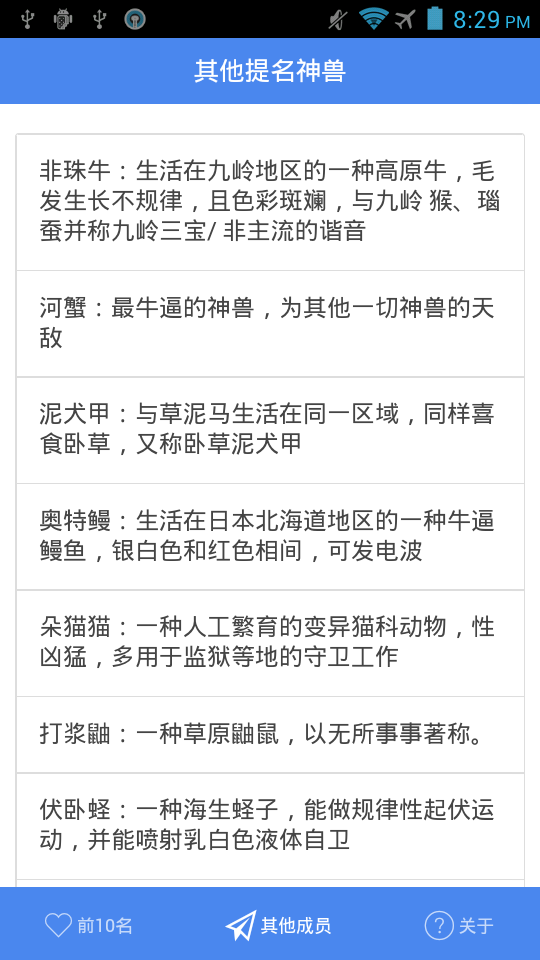 8:29 PM
其他提名神兽
非珠牛：生活在九岭地区的一种高原牛，毛
发生长不规律，且色彩斑斓，与九岭 猴、瑙
蚕并称九岭三宝/ 非主流的谐音
河蟹：最牛逼的神兽，为其他一切神兽的天
敌
泥犬甲：与草泥马生活在同一区域，同样喜
食卧草，又称卧草泥犬甲
奥特鳗：生活在日本北海道地区的一种牛逼
鳗鱼，银白色和红色相间，可发电波
朵猫猫：一种人工繁育的变异猫科动物，性
凶猛，多用于监狱等地的守卫工作
打浆鼬：一种草原鼬鼠，以无所事事著称。
伏卧蛏：一种海生蛏子，能做规律性起伏运
动，并能喷射乳白色液体自卫
前10名
其他成员
? 关于